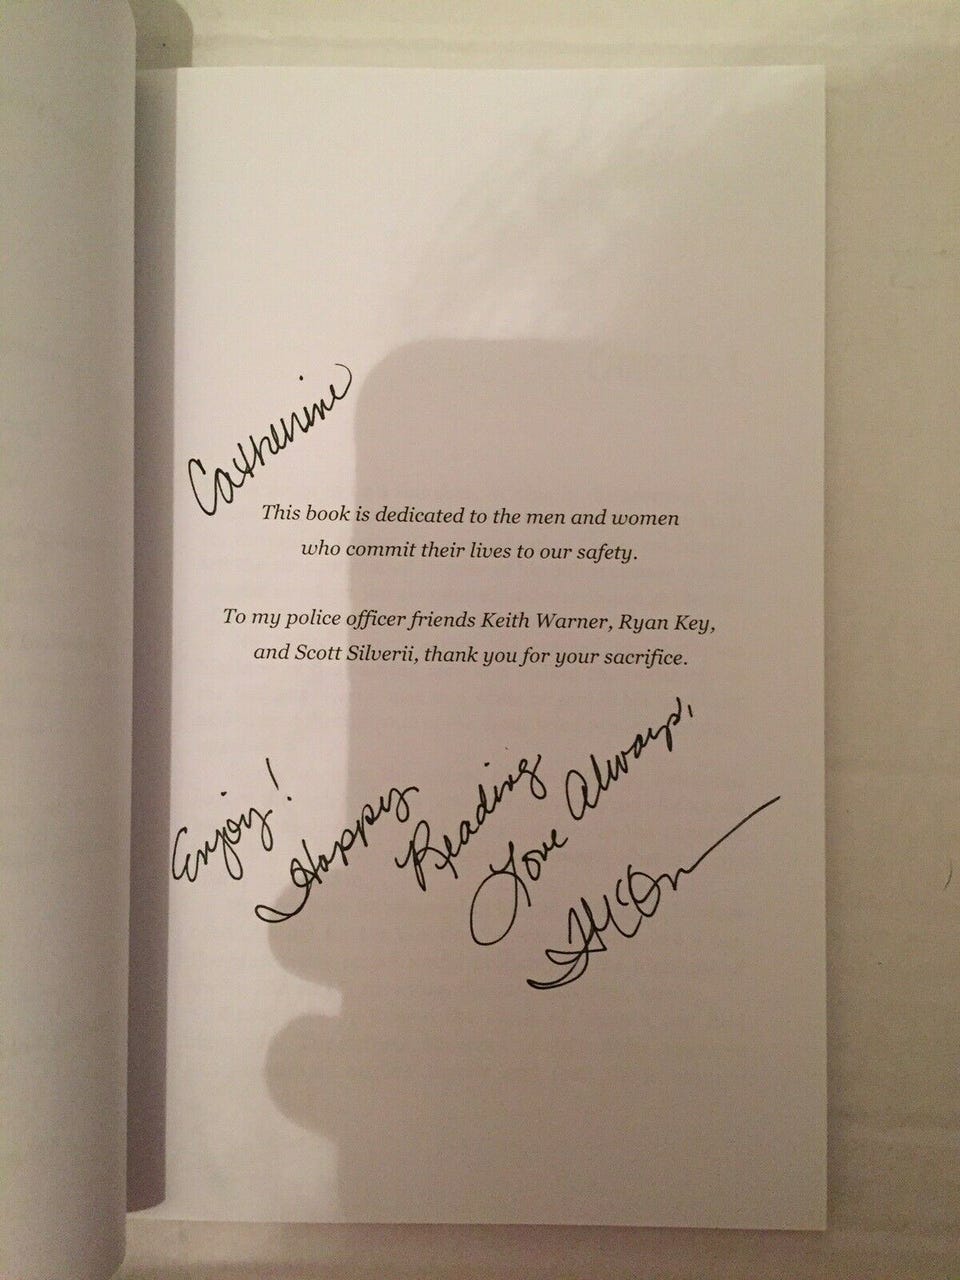 Catherine
This book is dedicated to the men and women
who commit their lives to our safety.
To my police officer friends Keith Warner, Ryan Key,
and Scott Silverii, thank you for your sacrifice.
Enjoy!
Happy
Reading
Love Always,